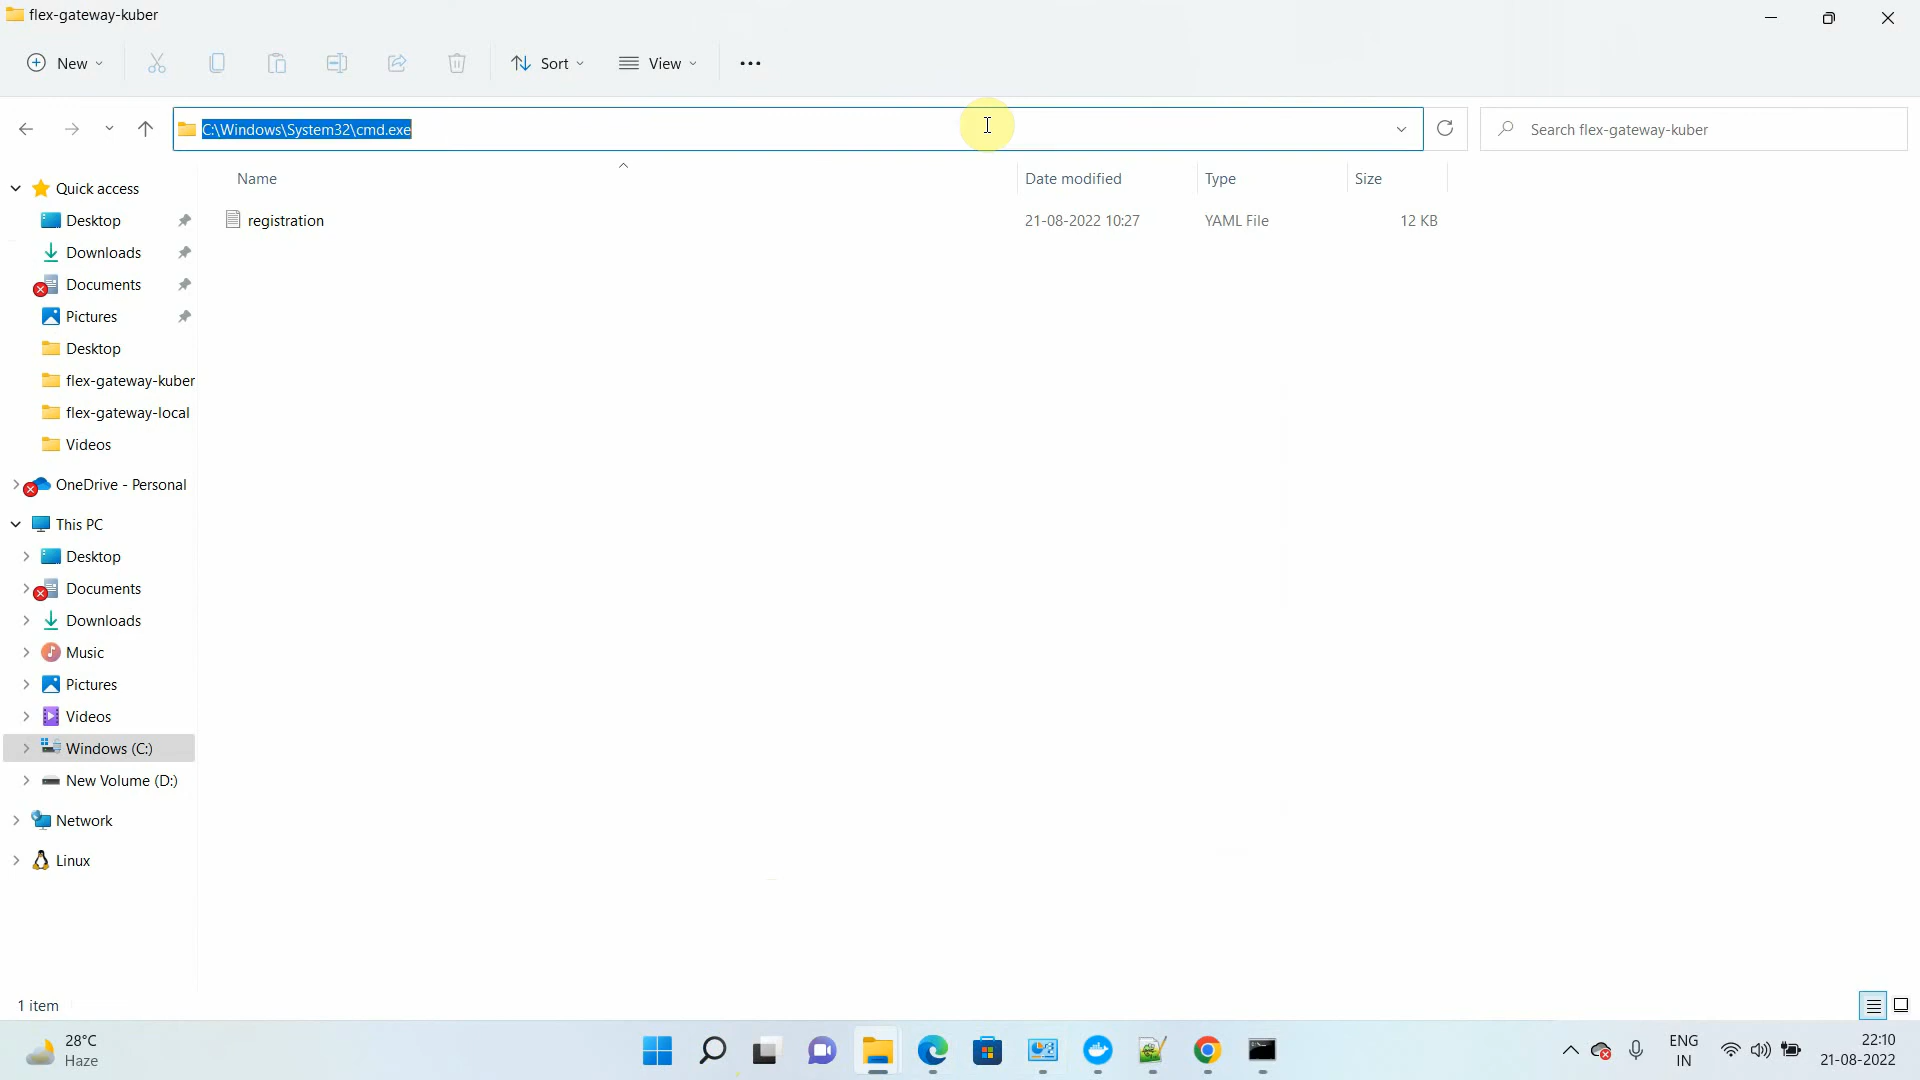 flex-gateway-kuber
New
Sort
View
C:\Windows\System32\cmd.exe
Search flex-gateway-kuber
Name
Date modified
Type
Size
registration
21-08-2022 10:27
YAML File
12 KB
Quick access
Desktop
Downloads
Documents
Pictures
Desktop
flex-gateway-kuber
flex-gateway-local
Videos
OneDrive - Personal
This PC
Desktop
Documents
Downloads
Music
Pictures
Videos
Windows (C:)
New Volume (D:)
Network
Linux
1 item
28°C
Haze
ENG
IN
22:10
21-08-2022